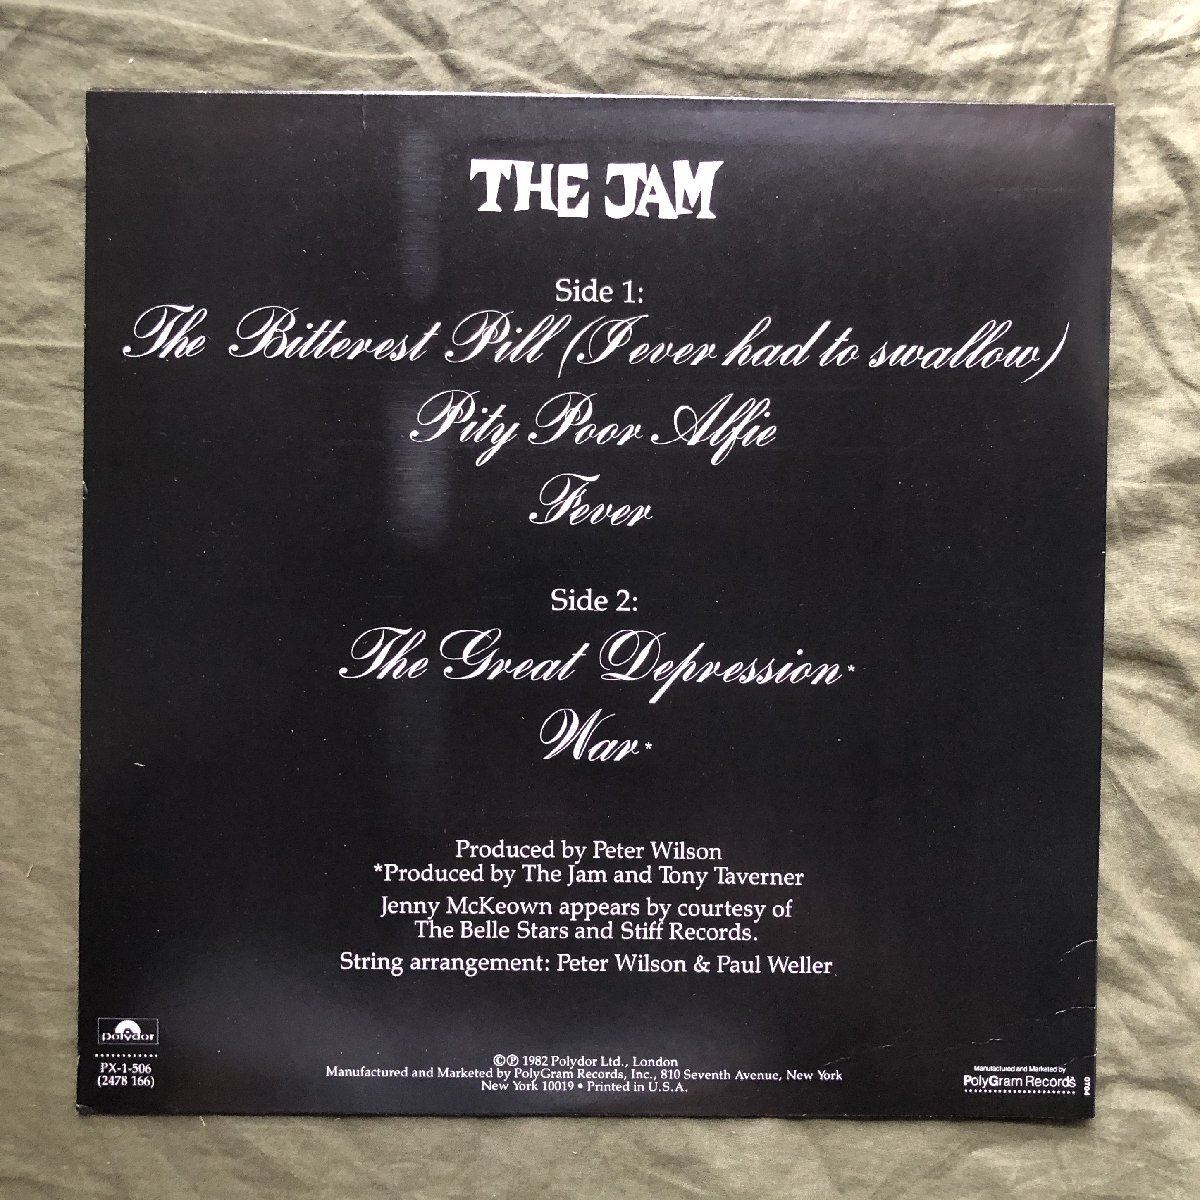 THE JAM
Side 1:
The Bitterest Pill (I ever had to swallow)
Pity Poor Alfie
Fever
Side 2:
The Great Depression*
War*
Produced by Peter Wilson
*Produced by The Jam and Tony Taverner
Jenny McKeown appears by courtesy of
The Belle Stars and Stiff Records.
String arrangement: Peter Wilson & Paul Weller
polydor
PX-1-506
(2478 166)
©℗ 1982 Polydor Ltd., London
Manufactured and Marketed by PolyGram Records, Inc., 810 Seventh Avenue, New York
New York 10019 • Printed in U.S.A.
Manufactured and Marketed by
PolyGram Records
0704